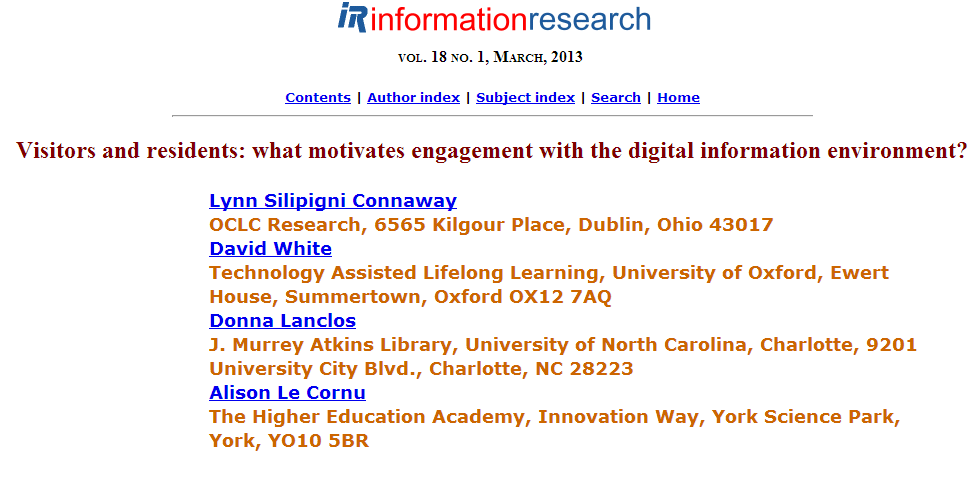 iR informationresearch
VOL. 18 NO. 1, MARCH, 2013
Contents | Author index | Subject index | Search | Home
Visitors and residents: what motivates engagement with the digital information environment?
Lynn Silipigni Connaway
OCLC Research, 6565 Kilgour Place, Dublin, Ohio 43017
David White
Technology Assisted Lifelong Learning, University of Oxford, Ewert
House, Summertown, Oxford OX12 7AQ
Donna Lanclos
J. Murrey Atkins Library, University of North Carolina, Charlotte, 9201
University City Blvd., Charlotte, NC 28223
Alison Le Cornu
The Higher Education Academy, Innovation Way, York Science Park,
York, YO10 5BR